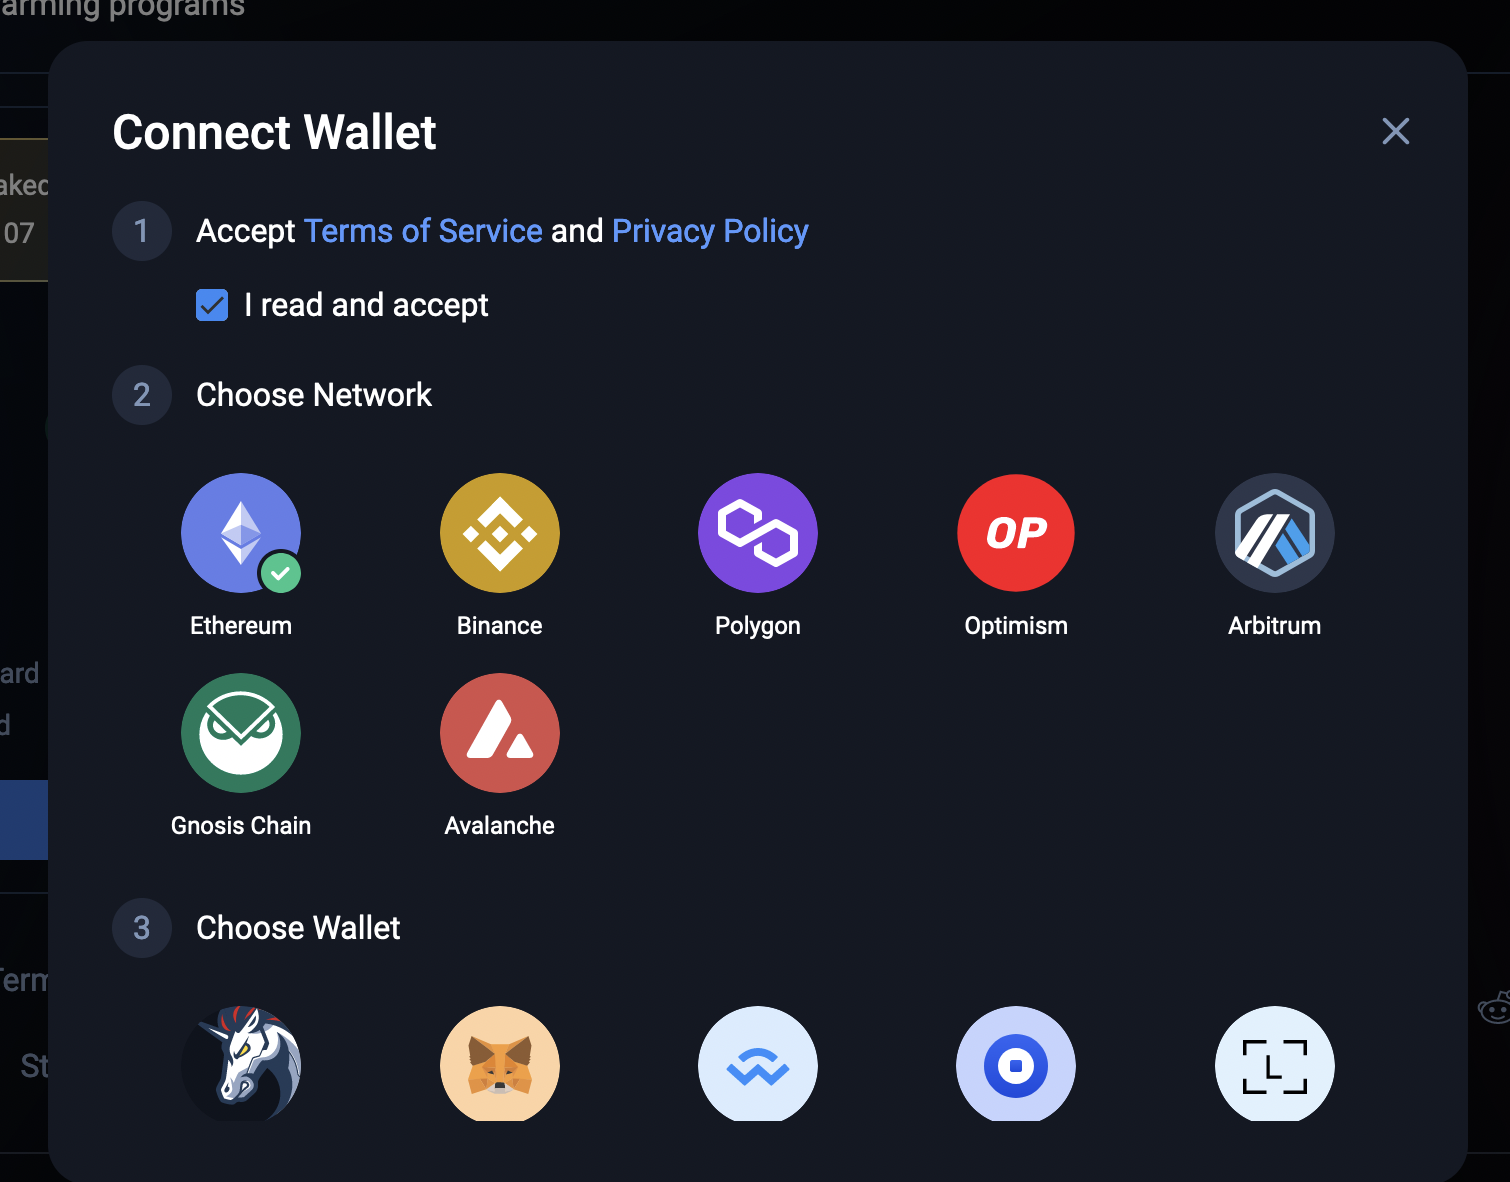 arming programs
Connect Wallet
aked
07
1 Accept Terms of Service and Privacy Policy
I read and accept
2 Choose Network
OP
Ethereum Binance Polygon Optimism Arbitrum
ard
d
Gnosis Chain Avalanche
3 Choose Wallet
Term
St
L